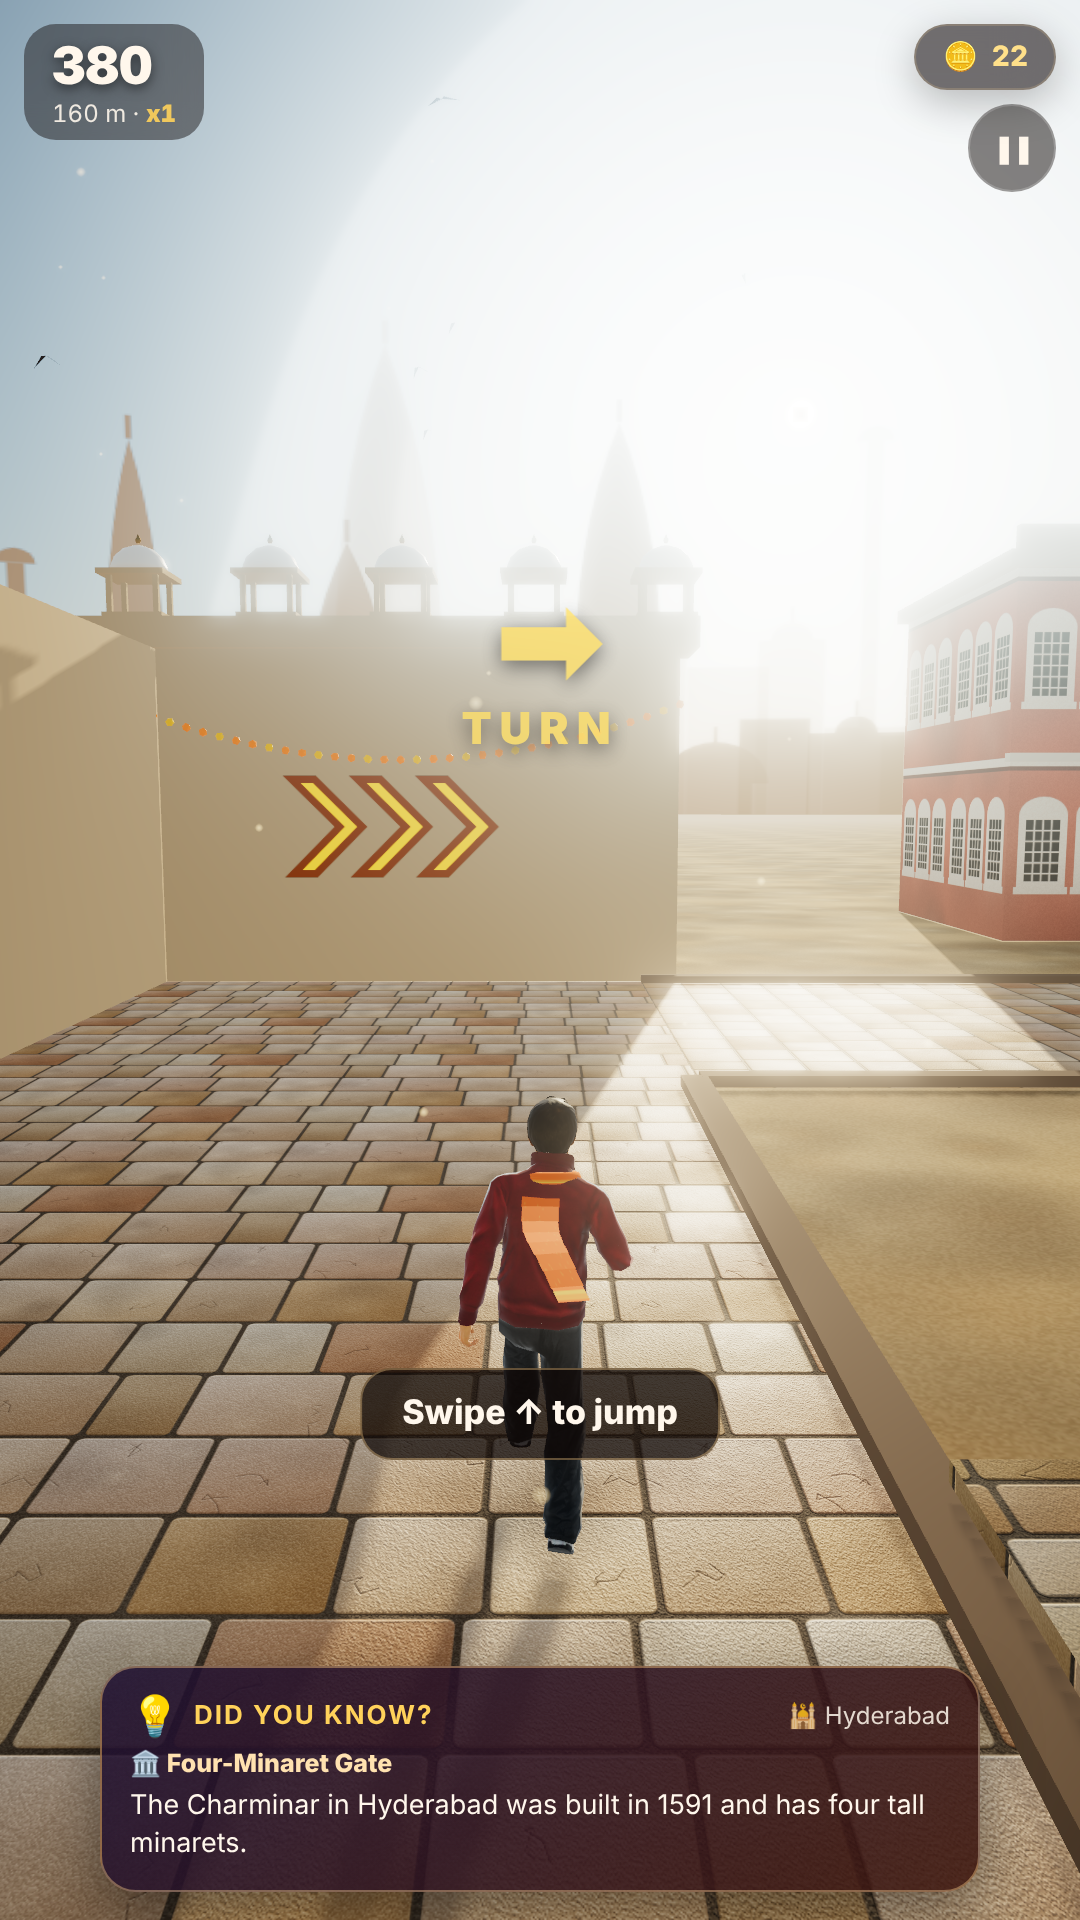 380
160 m · x1
22
TURN
Swipe ↑ to jump
DID YOU KNOW?
Hyderabad
Four-Minaret Gate
The Charminar in Hyderabad was built in 1591 and has four tall
minarets.